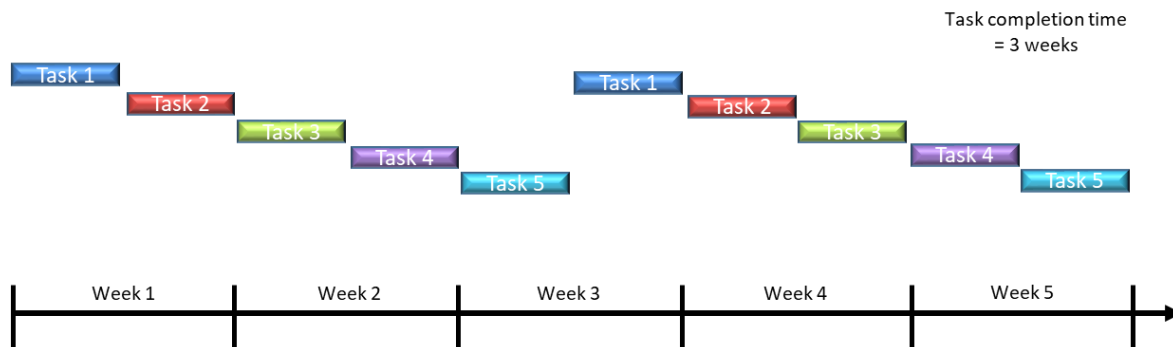 Task completion time
= 3 weeks
Task 1
Task 2
Task 3
Task 4
Task 5
Task 1
Task 2
Task 3
Task 4
Task 5
Week 1
Week 2
Week 3
Week 4
Week 5